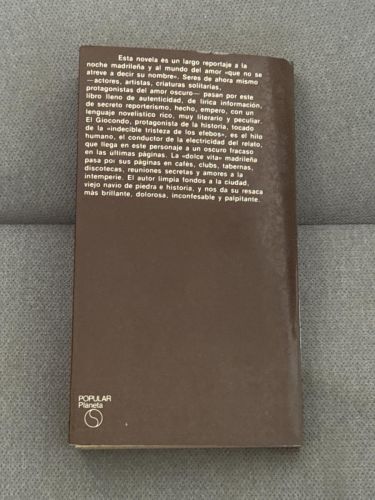 Esta novela es un largo reportaje a la
noche madrileña y al mundo del amor «que no se
atreve a decir su nombre». Seres de ahora mismo
—actores, artistas, criaturas solitarias,
protagonistas del amor oscuro— pasan por este
libro lleno de autenticidad, de lírica información,
de secreto reporterismo, hecho, empero, con un
lenguaje novelístico rico, muy literario y peculiar.
El Giocondo, protagonista de la historia, tocado
de la «indecible tristeza de los efebos», es el hilo
humano, el conductor de la electricidad del relato,
que llega en este personaje a un oscuro fracaso
en las últimas páginas. La «dolce vita» madrileña
pasa por sus páginas en cafés, clubs, tabernas,
discotecas, reuniones secretas y amores a la
intemperie. El autor limpia fondos a la ciudad,
viejo navío de piedra e historia, y nos da su resaca
más brillante, dolorosa, inconfesable y palpitante.
POPULAR
Planeta